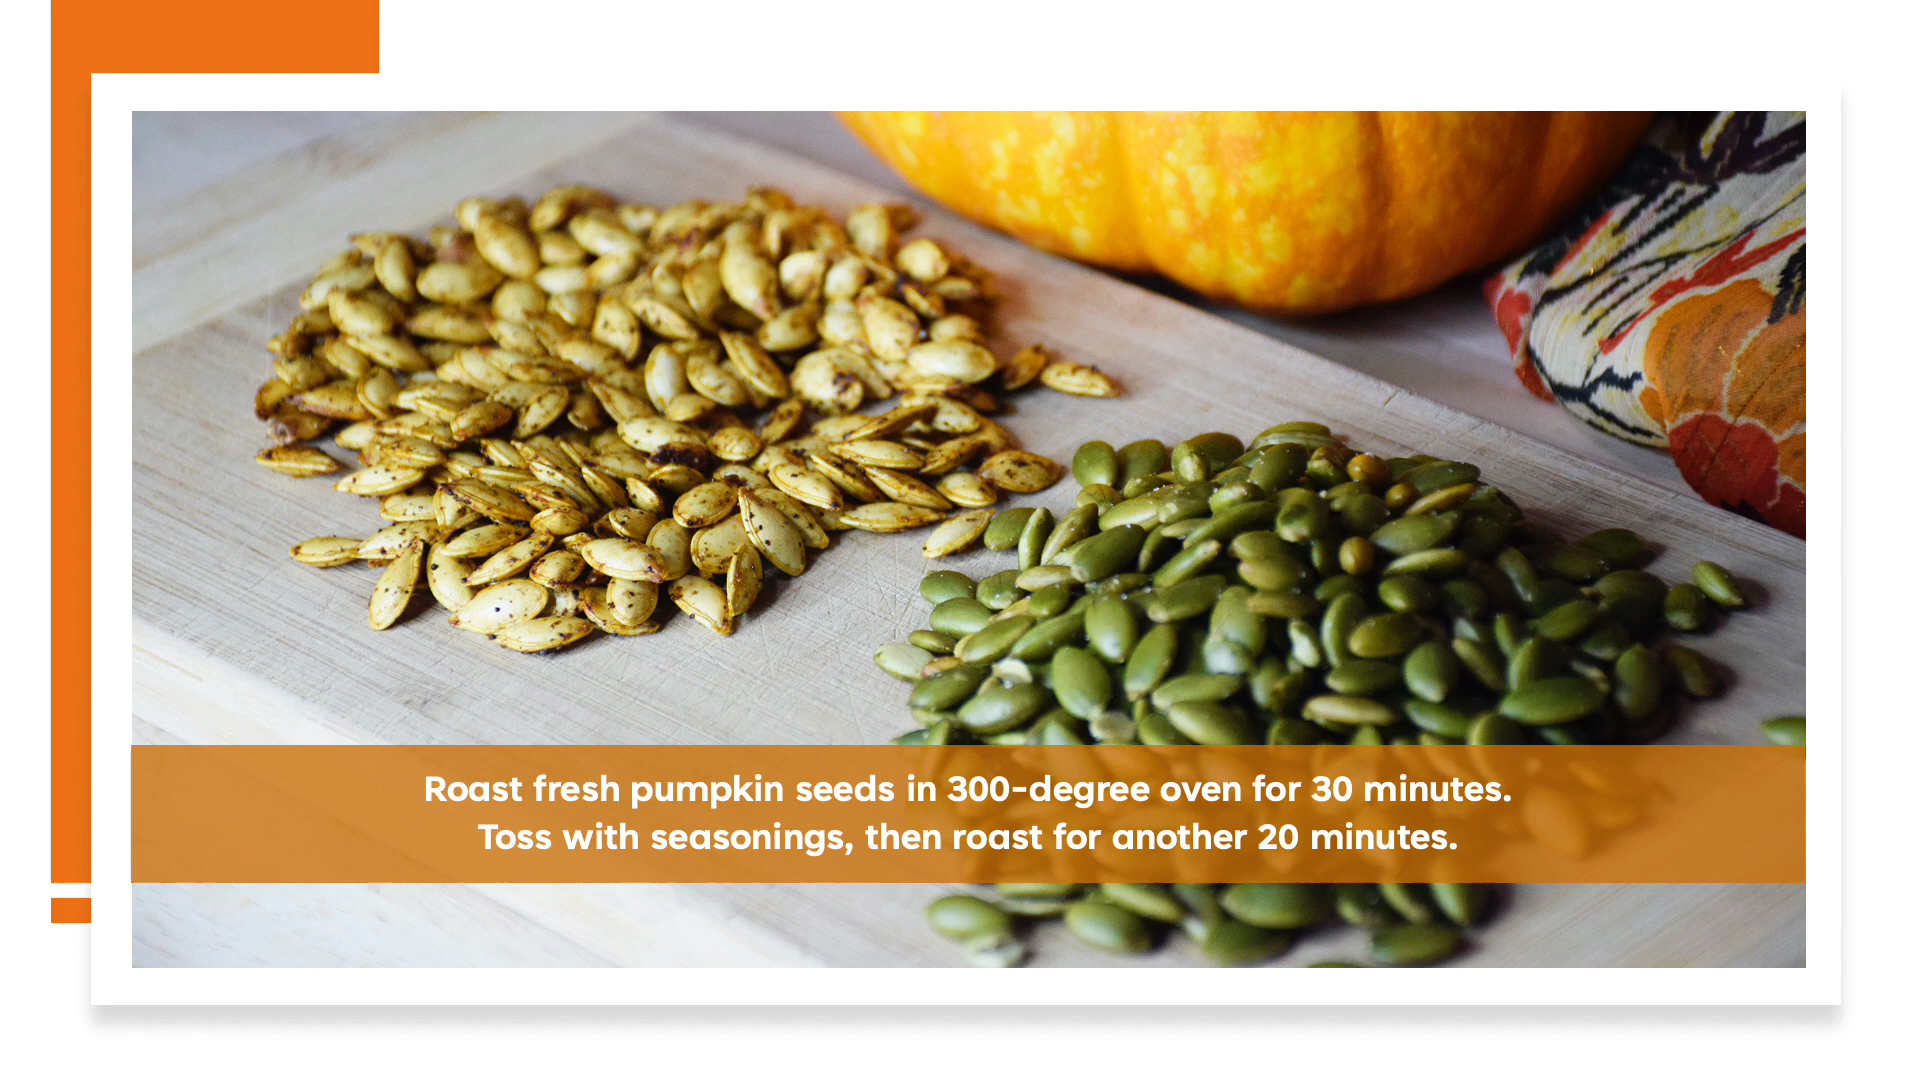 Roast fresh pumpkin seeds in 300-degree oven for 30 minutes.
Toss with seasonings, then roast for another 20 minutes.